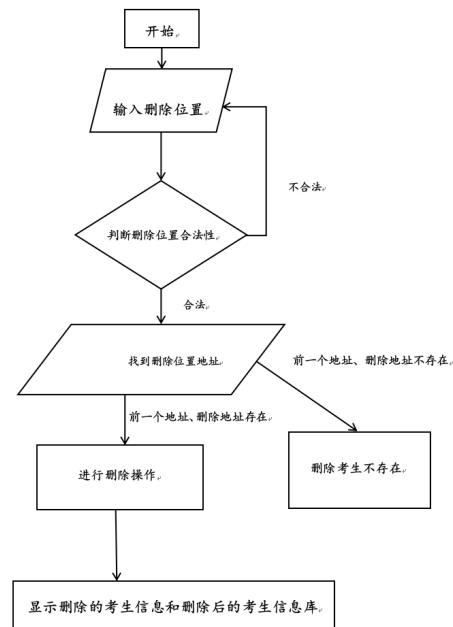 开始
输入删除位置
不合法
判断删除位置合法性
合法
找到删除位置地址
前一个地址、删除地址不存在
前一个地址、删除地址存在
进行删除操作
删除考生不存在
显示删除的考生信息和删除后的考生信息库